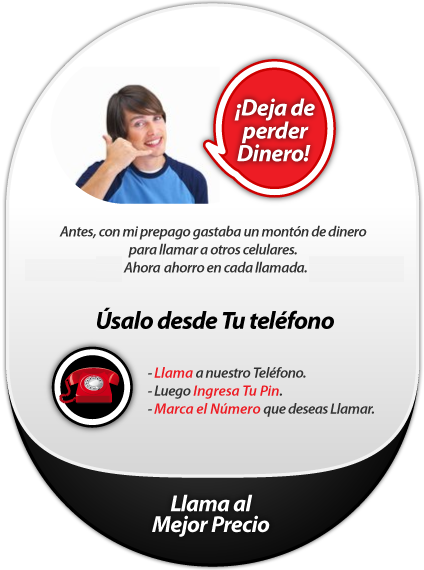 ¡Deja de
perder
Dinero!
Antes, con mi prepago gastaba un montón de dinero
para llamar a otros celulares.
Ahora ahorro en cada llamada.
Úsalo desde Tu teléfono
- Llama a nuestro Teléfono.
- Luego Ingresa Tu Pin.
- Marca el Número que deseas Llamar.
Llama al
Mejor Precio